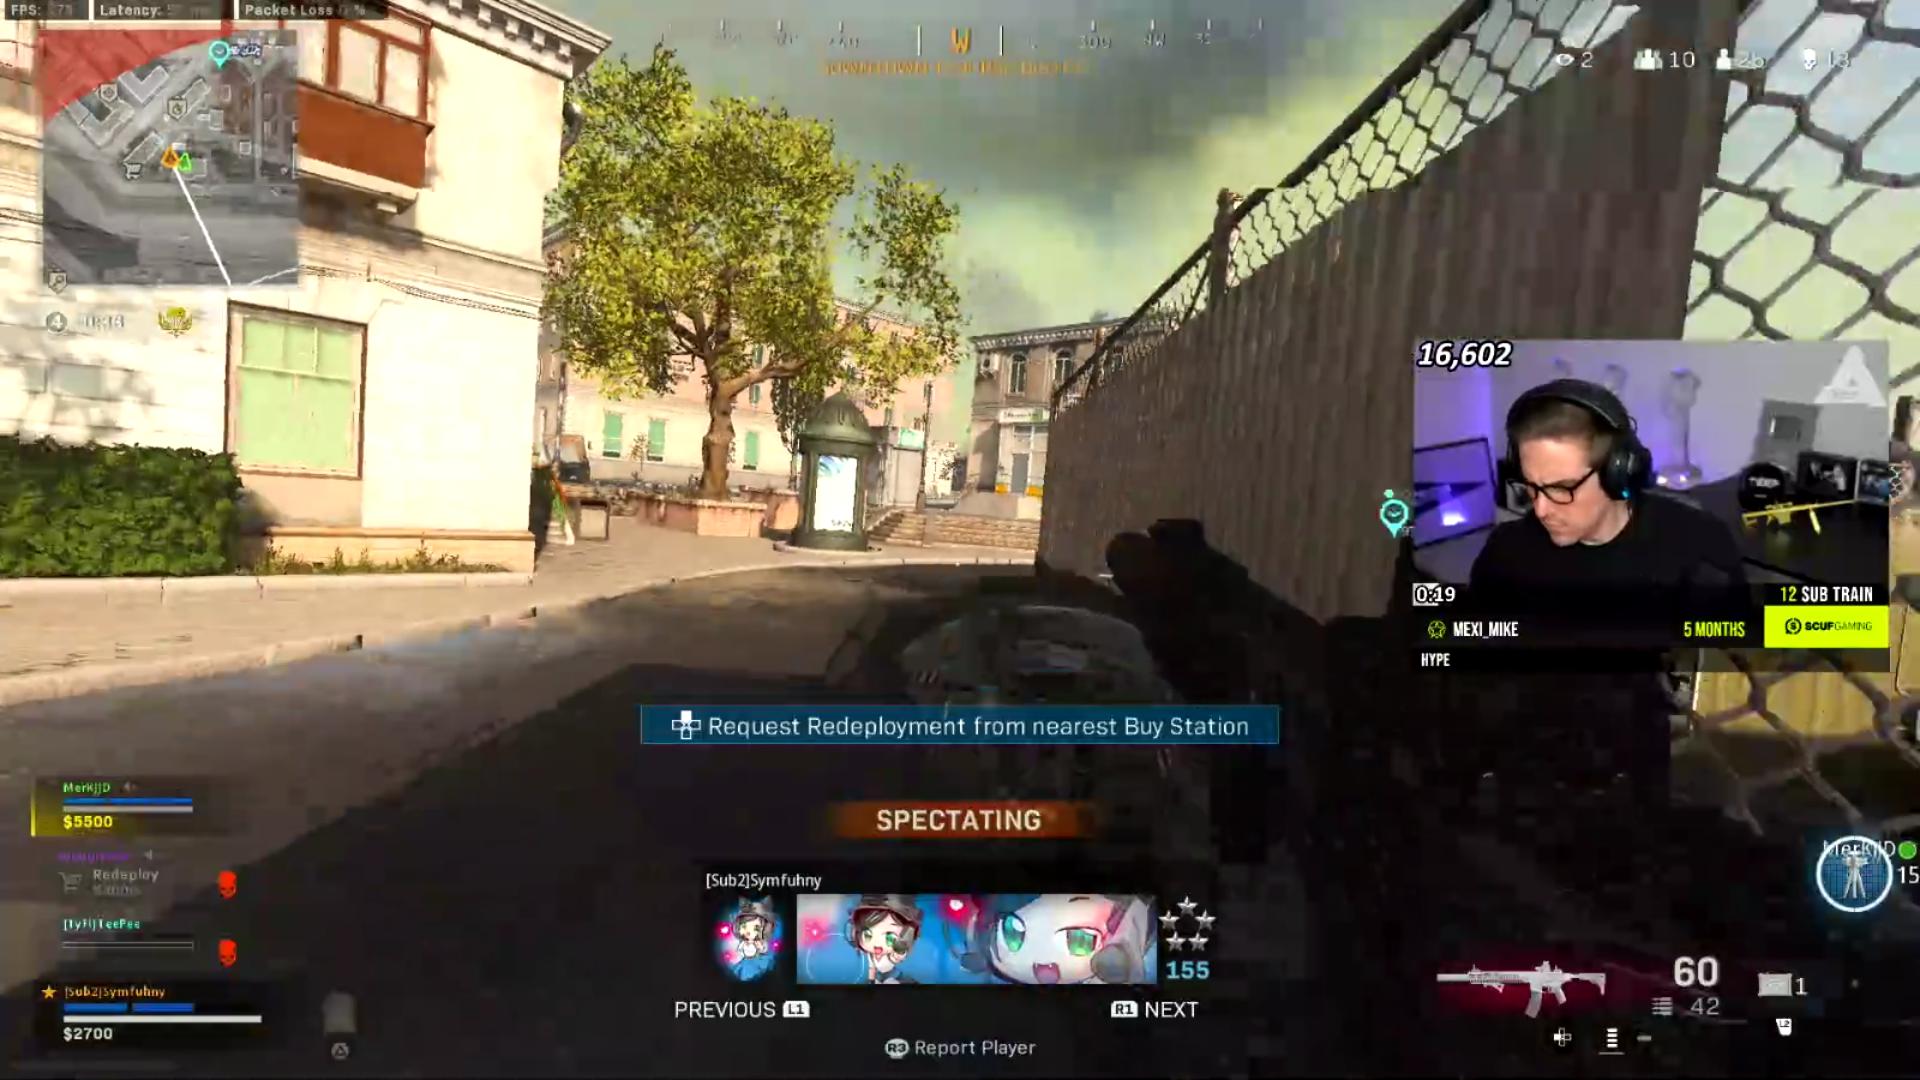 FPS:
Latency:
Packet Loss
W
2
10
13
16,602
0:19
12 SUB TRAIN
MEXI_MIKE
5 MONTHS
SCUFGAMING
HYPE
Request Redeployment from nearest Buy Station
MerkjjD
$5500
Redeploy
SPECTATING
[Sub2]Symfuhny
155
PREVIOUS L1
R1 NEXT
R3 Report Player
[Sub2]Symfuhny
$2700
15
60
42
1
L2